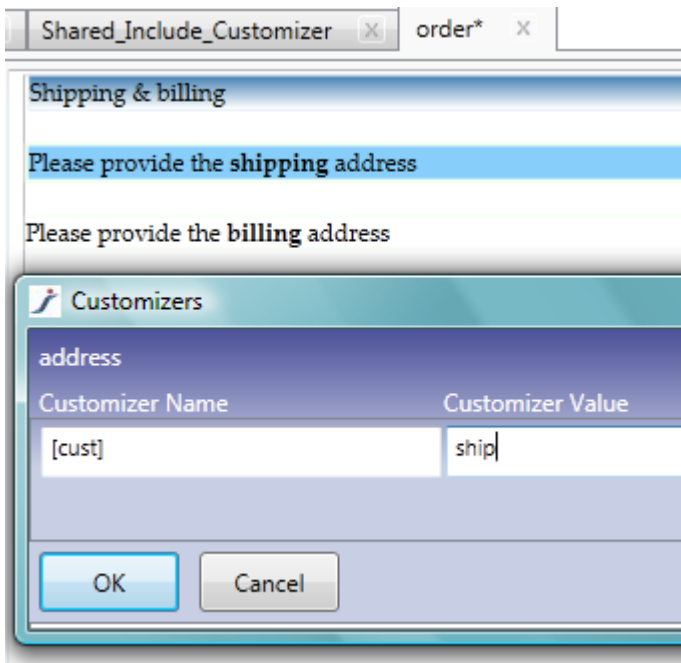 Shared_Include_Customizer x order* x
Shipping & billing
Please provide the shipping address
Please provide the billing address
Customizers
address
Customizer Name Customizer Value
[cust] ship
OK Cancel